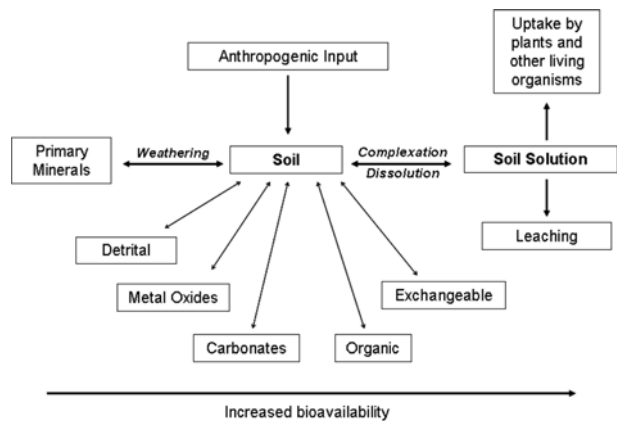 Uptake by
plants and
other living
organisms
Anthropogenic Input
Primary
Minerals
Weathering
Soil
Complexation
Dissolution
Soil Solution
Leaching
Detrital
Metal Oxides
Exchangeable
Carbonates
Organic
Increased bioavailability